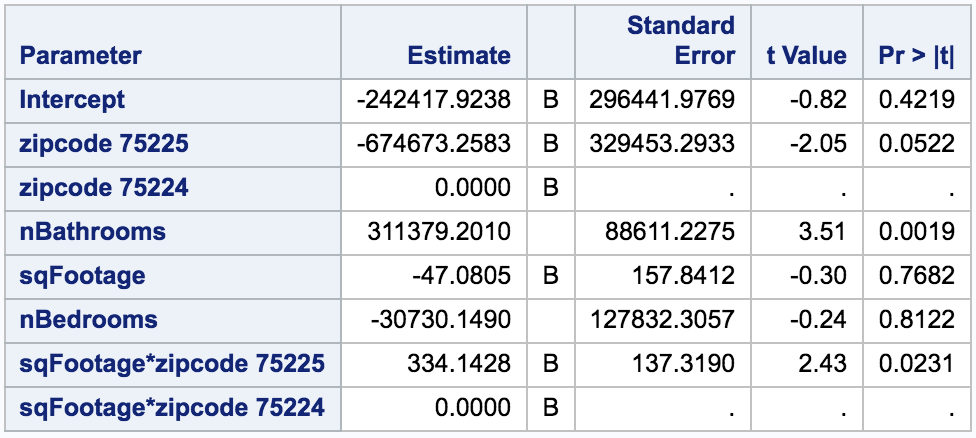 Parameter Estimate Standard Error t Value Pr > |t|
Intercept -242417.9238 B 296441.9769 -0.82 0.4219
zipcode 75225 -674673.2583 B 329453.2933 -2.05 0.0522
zipcode 75224 0.0000 B . . .
nBathrooms 311379.2010 88611.2275 3.51 0.0019
sqFootage -47.0805 B 157.8412 -0.30 0.7682
nBedrooms -30730.1490 127832.3057 -0.24 0.8122
sqFootage*zipcode 75225 334.1428 B 137.3190 2.43 0.0231
sqFootage*zipcode 75224 0.0000 B . . .